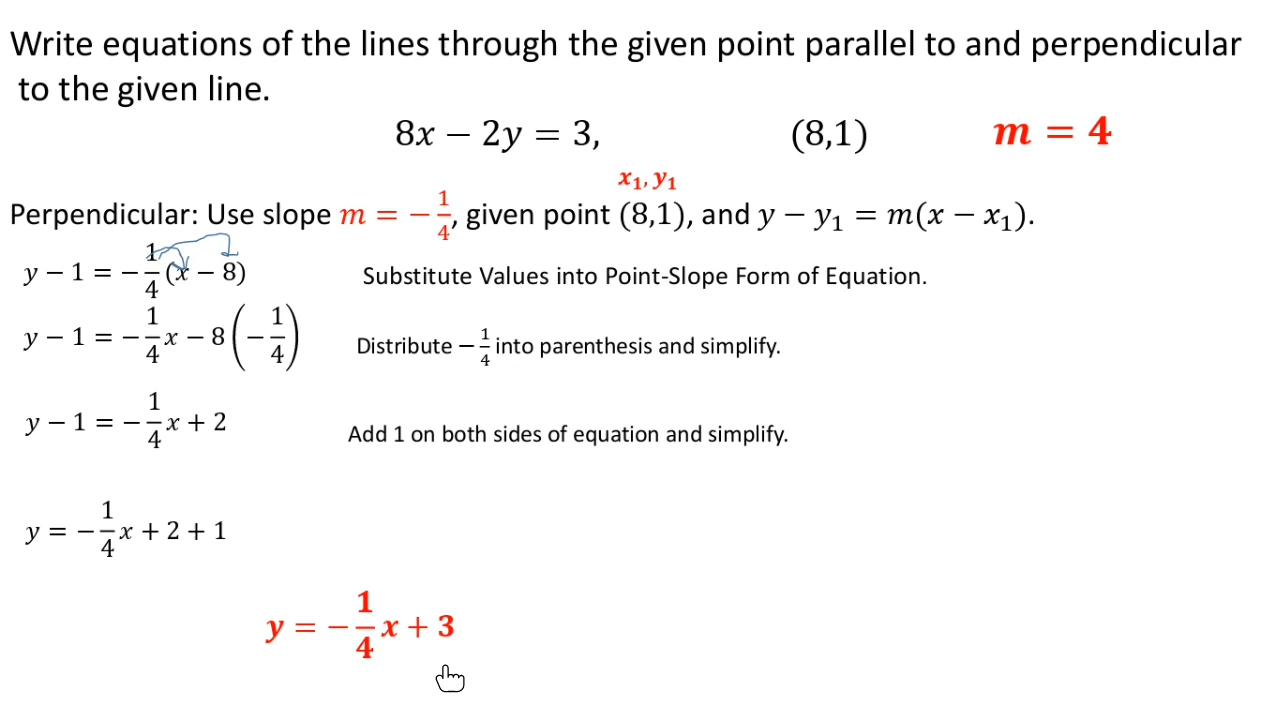 Write equations of the lines through the given point parallel to and perpendicular
to the given line.
8x − 2y = 3, (8,1) m = 4
x₁, y₁
Perpendicular: Use slope m = −1/4, given point (8,1), and y − y₁ = m(x − x₁).
y − 1 = −1/4(x − 8) Substitute Values into Point-Slope Form of Equation.
y − 1 = −1/4x − 8(−1/4) Distribute −1/4 into parenthesis and simplify.
y − 1 = −1/4x + 2 Add 1 on both sides of equation and simplify.
y = −1/4x + 2 + 1
y = −1/4x + 3